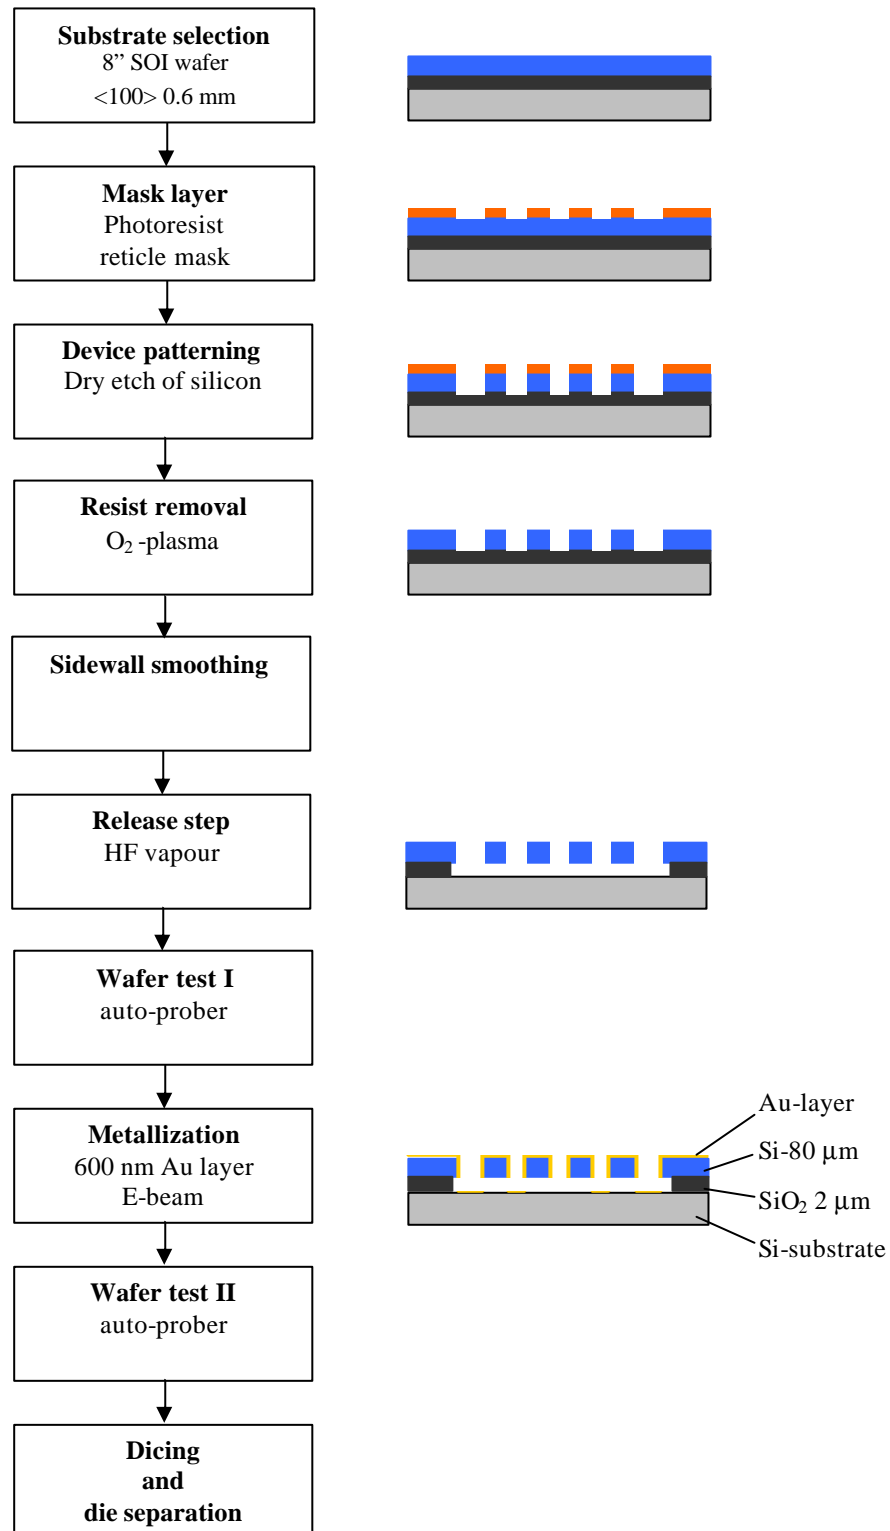 Substrate selection
8” SOI wafer
<100> 0.6 mm
Mask layer
Photoresist
reticle mask
Device patterning
Dry etch of silicon
Resist removal
O₂ -plasma
Sidewall smoothing
Release step
HF vapour
Wafer test I
auto-prober
Metallization
600 nm Au layer
E-beam
Au-layer
Si-80 μm
SiO₂ 2 μm
Si-substrate
Wafer test II
auto-prober
Dicing
and
die separation